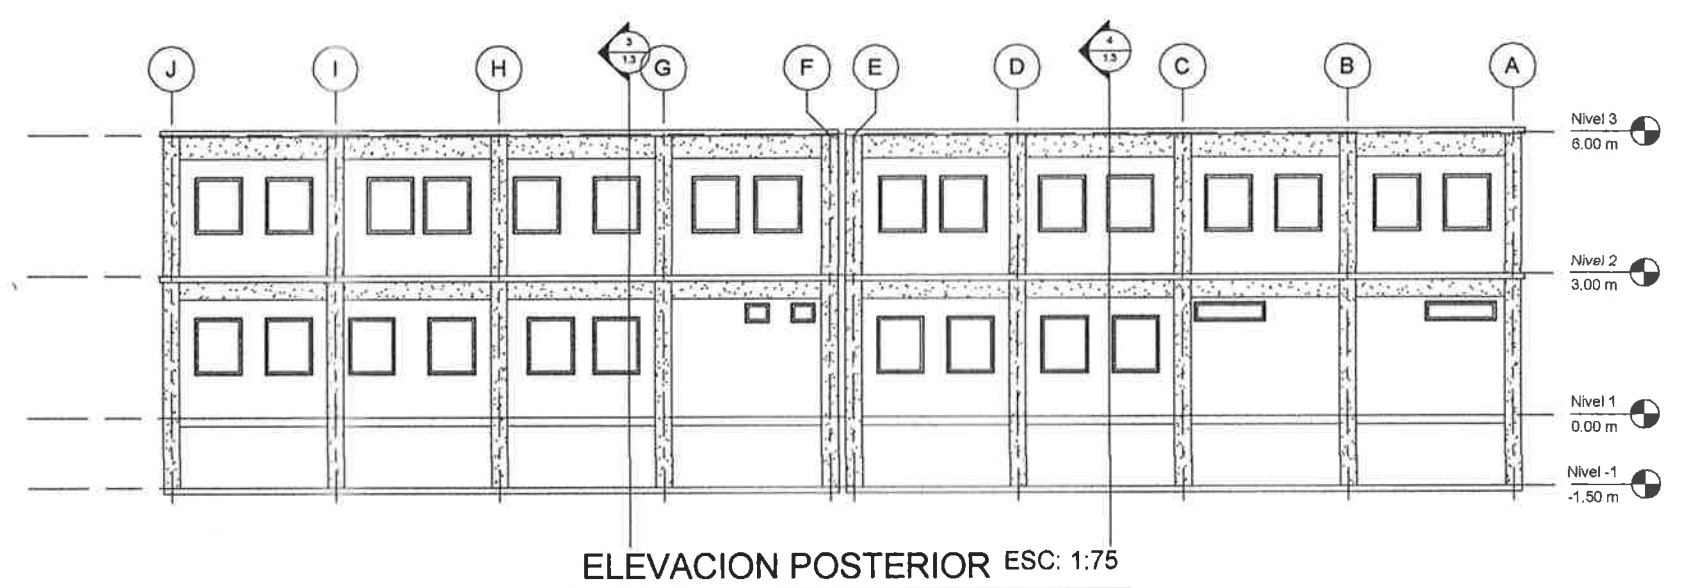 3
1.3
4
1.3
J I H G F E D C B A
Nivel 3
6.00 m
Nivel 2
3.00 m
Nivel 1
0.00 m
Nivel -1
-1.50 m
ELEVACION POSTERIOR ESC: 1:75